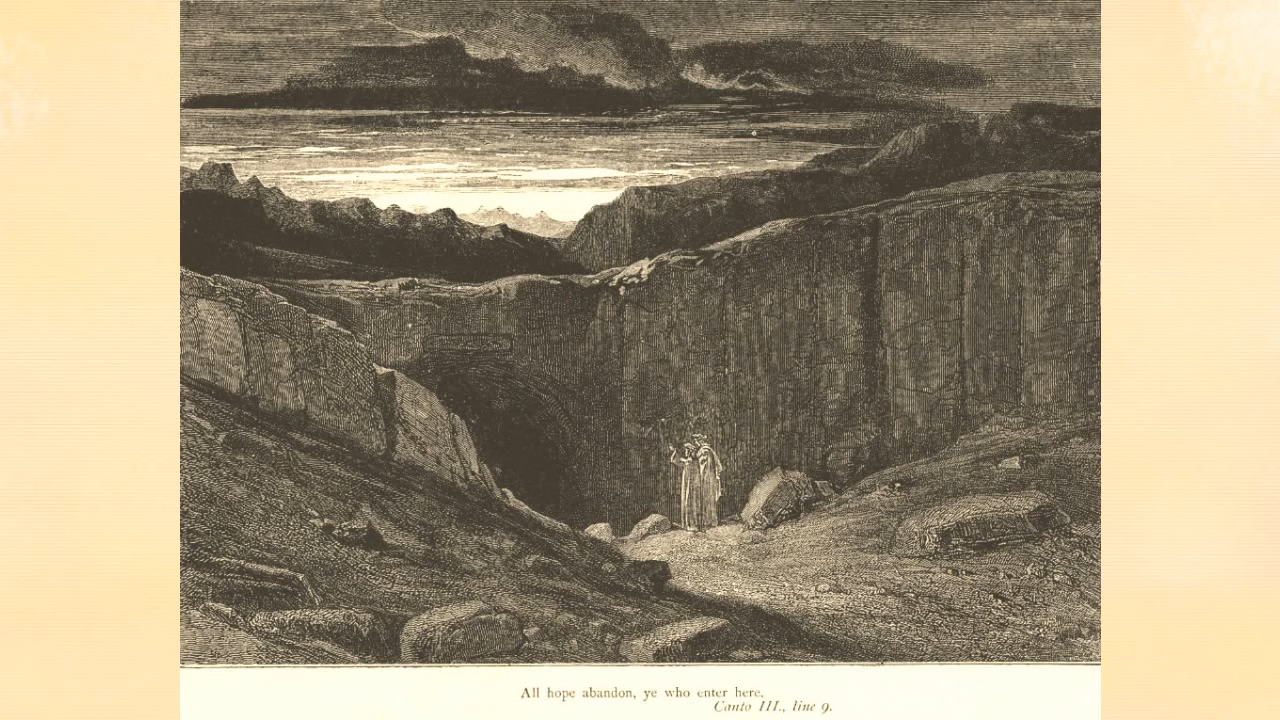 All hope abandon, ye who enter here.
Canto III., line 9.